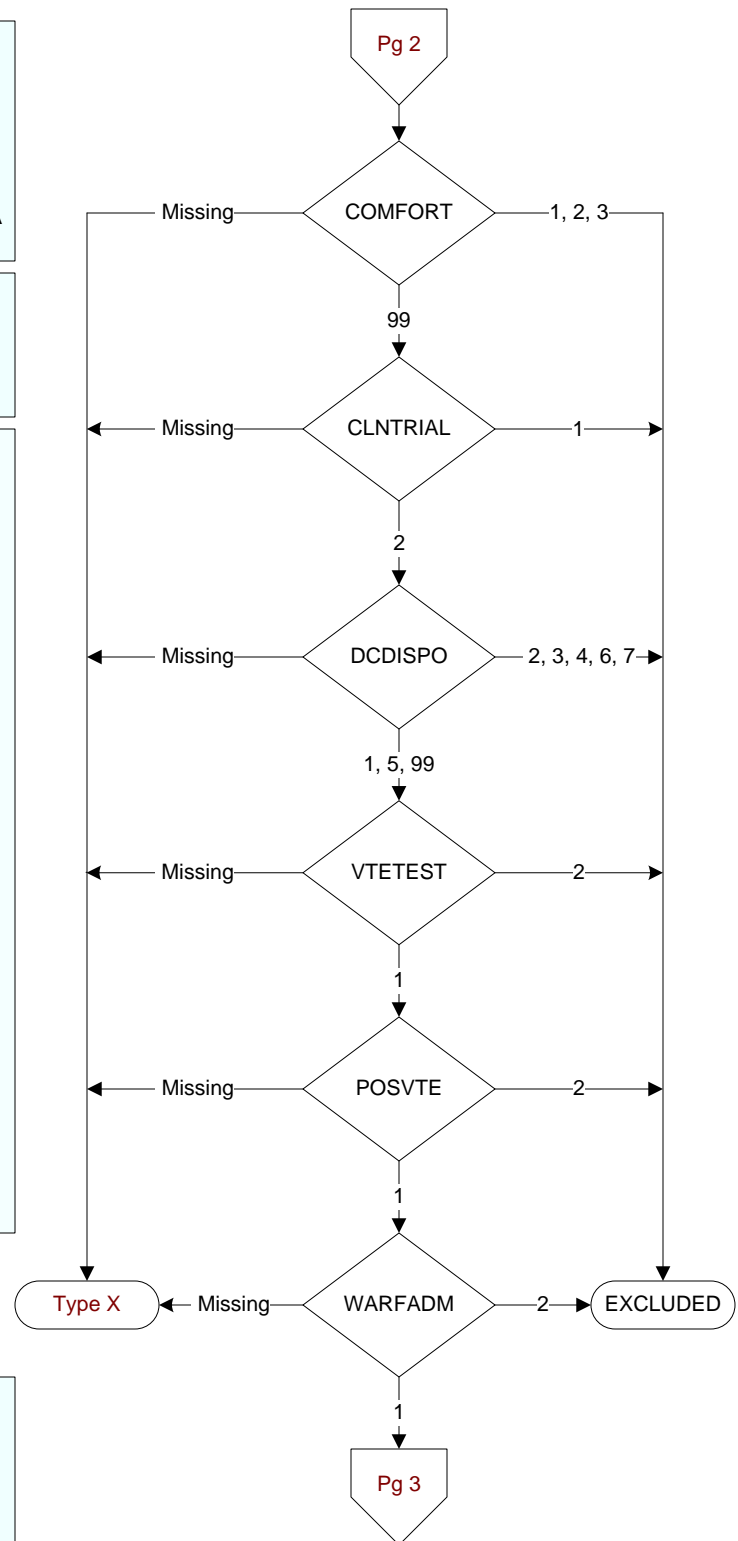 Pg 2
Missing COMFORT 1, 2, 3
99
Missing CLNTRIAL 1
2
Missing DCDISPO 2, 3, 4, 6, 7
1, 5, 99
Missing VTETEST 2
1
Missing POSVTE 2
1
Type X Missing WARFADM 2 EXCLUDED
1
Pg 3